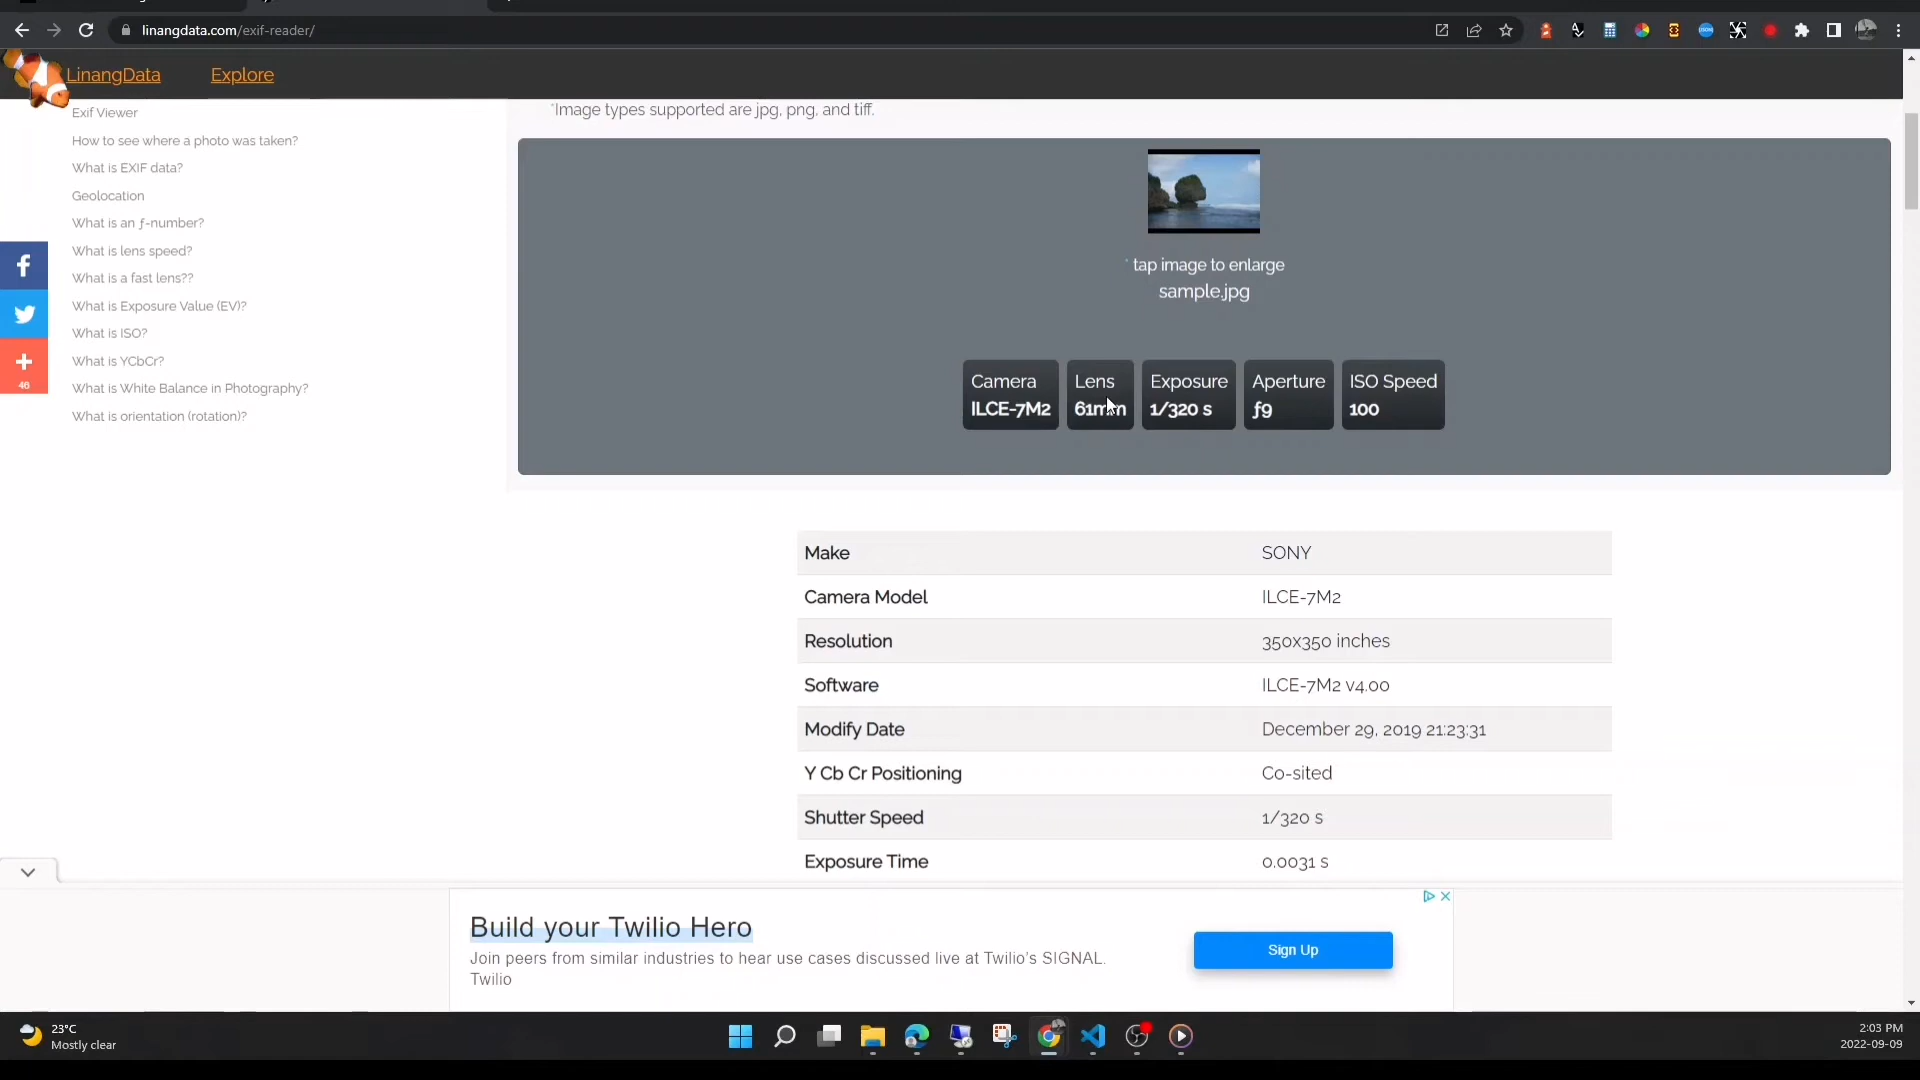 linangdata.com/exif-reader/
LinangData
Explore
Exif Viewer
How to see where a photo was taken?
What is EXIF data?
Geolocation
What is an ƒ-number?
What is lens speed?
What is a fast lens??
What is Exposure Value (EV)?
What is ISO?
What is YCbCr?
What is White Balance in Photography?
What is orientation (rotation)?
46
*Image types supported are jpg, png, and tiff.
* tap image to enlarge
sample.jpg
Camera
ILCE-7M2
Lens
61mm
Exposure
1/320 s
Aperture
ƒ9
ISO Speed
100
Make SONY
Camera Model ILCE-7M2
Resolution 350x350 inches
Software ILCE-7M2 v4.00
Modify Date December 29, 2019 21:23:31
Y Cb Cr Positioning Co-sited
Shutter Speed 1/320 s
Exposure Time 0.0031 s
Build your Twilio Hero
Join peers from similar industries to hear use cases discussed live at Twilio's SIGNAL.
Twilio
Sign Up
23°C
Mostly clear
2:03 PM
2022-09-09